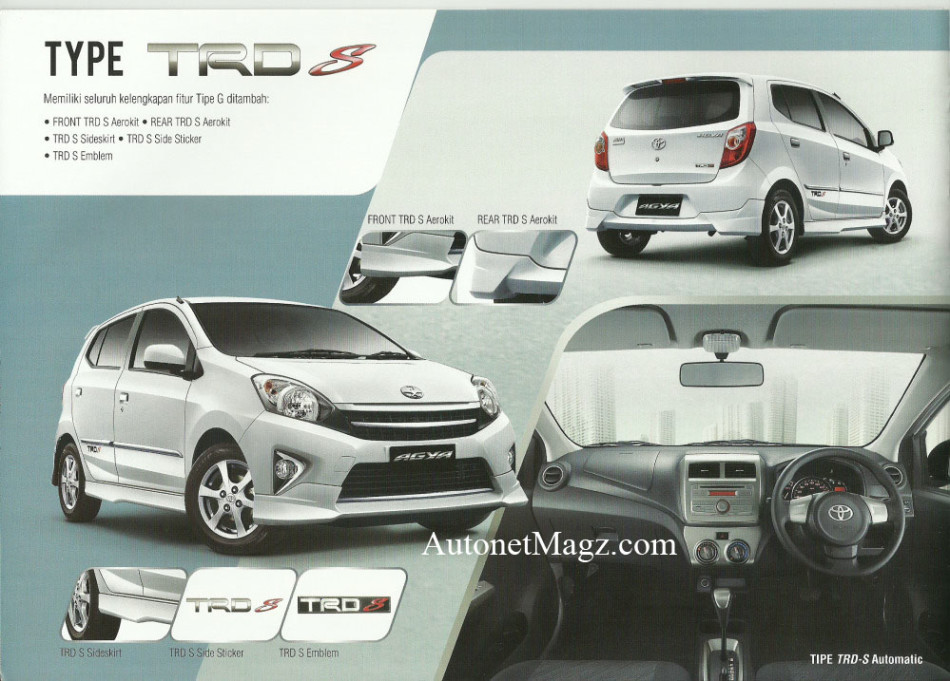 TYPE TRD S
Memiliki seluruh kelengkapan fitur Tipe G ditambah:
• FRONT TRD S Aerokit • REAR TRD S Aerokit
• TRD S Sideskirt • TRD S Side Sticker
• TRD S Emblem
FRONT TRD S Aerokit REAR TRD S Aerokit
AGYA
TRD S
TRD S
AGYA
AutonetMagz.com
TRD S
TRD S
TRD S Sideskirt TRD S Side Sticker TRD S Emblem
TIPE TRD-S Automatic